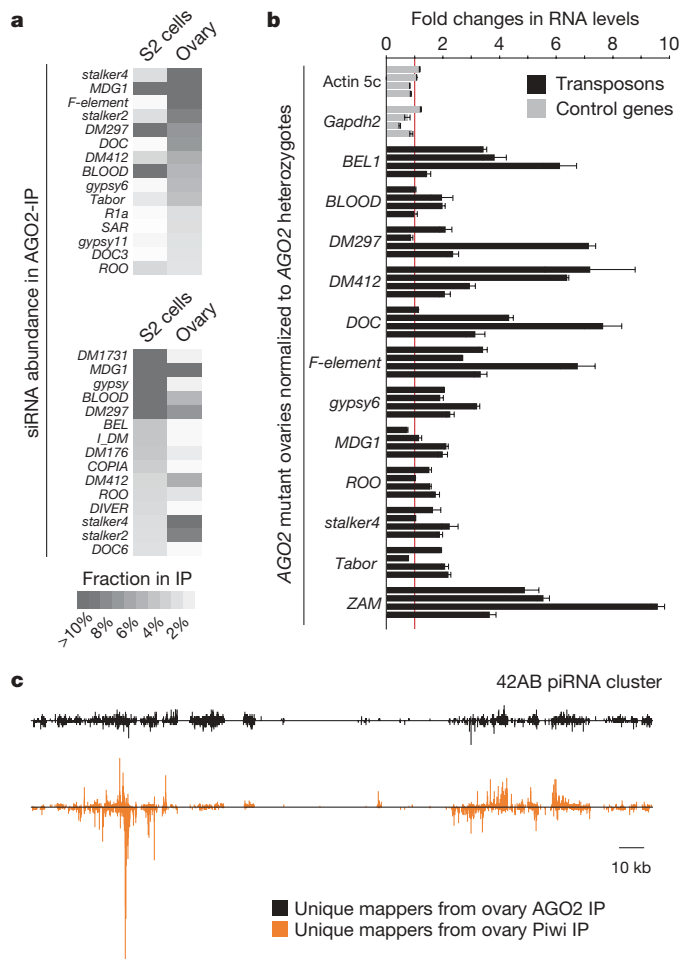 a
S2 cells
Ovary
siRNA abundance in AGO2-IP
stalker4
MDG1
F-element
stalker2
DM297
DOC
DM412
BLOOD
gypsy6
Tabor
R1a
SAR
gypsy11
DOC3
ROO
S2 cells
Ovary
DM1731
MDG1
gypsy
BLOOD
DM297
BEL
I_DM
DM176
COPIA
DM412
ROO
DIVER
stalker4
stalker2
DOC6
Fraction in IP
>10%
8%
6%
4%
2%
b
Fold changes in RNA levels
0 2 4 6 8 10
AGO2 mutant ovaries normalized to AGO2 heterozygotes
Transposons
Control genes
Actin 5c
Gapdh2
BEL1
BLOOD
DM297
DM412
DOC
F-element
gypsy6
MDG1
ROO
stalker4
Tabor
ZAM
c
42AB piRNA cluster
10 kb
Unique mappers from ovary AGO2 IP
Unique mappers from ovary Piwi IP